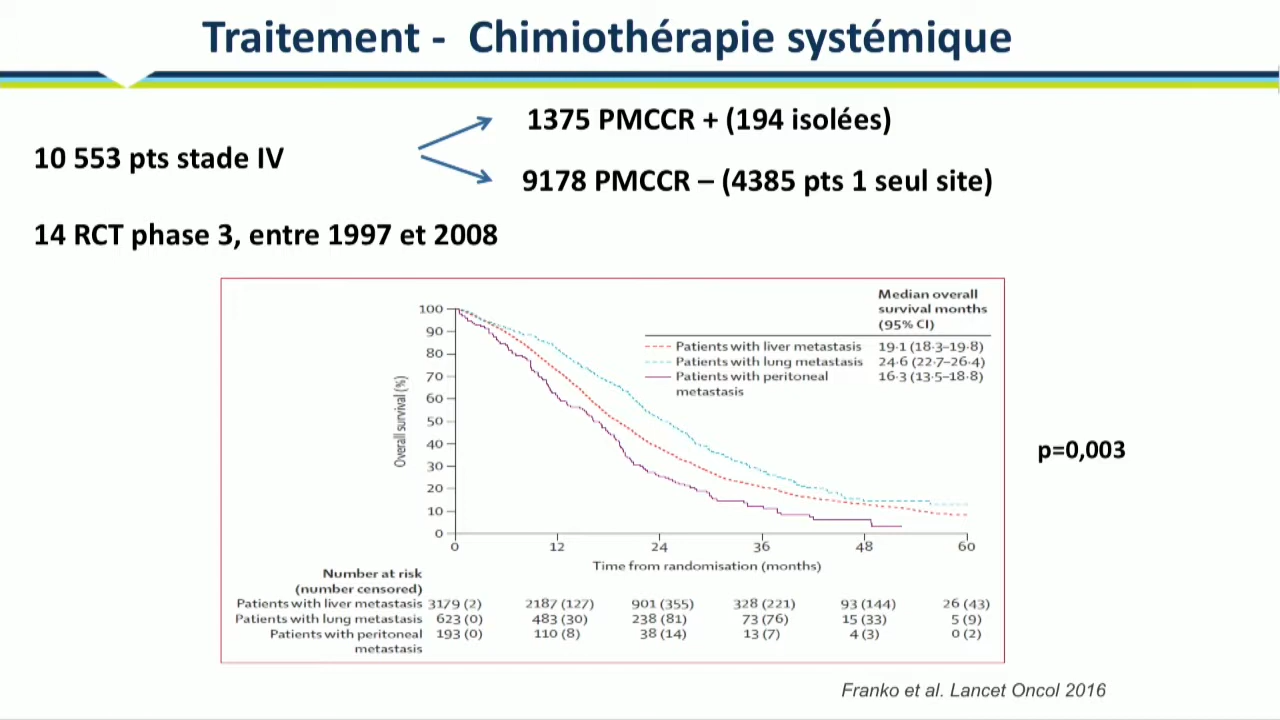 Traitement - Chimiothérapie systémique
1375 PMCCR + (194 isolées)
10 553 pts stade IV
9178 PMCCR – (4385 pts 1 seul site)
14 RCT phase 3, entre 1997 et 2008
Median overall
survival months
(95% CI)
Patients with liver metastasis 19·1 (18·3–19·8)
Patients with lung metastasis 24·6 (22·7–26·4)
Patients with peritoneal 16·3 (13·5–18·8)
metastasis
Overall survival (%)
100
90
80
70
60
50
40
30
20
10
0
0 12 24 36 48 60
Time from randomisation (months)
p=0,003
Number at risk
(number censored)
Patients with liver metastasis 3179 (2) 2187 (127) 901 (355) 328 (221) 93 (144) 26 (43)
Patients with lung metastasis 623 (0) 483 (30) 238 (81) 73 (76) 15 (33) 5 (9)
Patients with peritoneal 193 (0) 110 (8) 38 (14) 13 (7) 4 (3) 0 (2)
metastasis
Franko et al. Lancet Oncol 2016